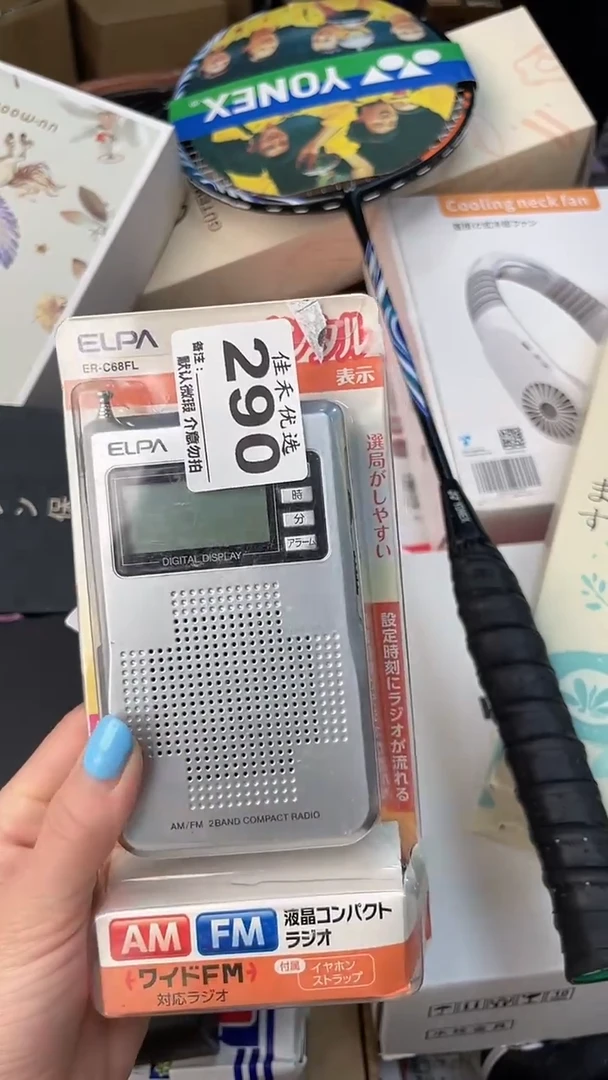 YONEX
Cooling neck fan
ELPA
ER-C68FL
佳禾优选
290
备注：
默认微瑕 介意勿拍
表示
選局がしやすい
設定時刻にラジオが流れる
ELPA
時
分
アラーム
DIGITAL DISPLAY
AM/FM 2BAND COMPACT RADIO
AM FM 液晶コンパクト
ラジオ
ワイドFM
対応ラジオ
付属 イヤホン
ストラップ
ます